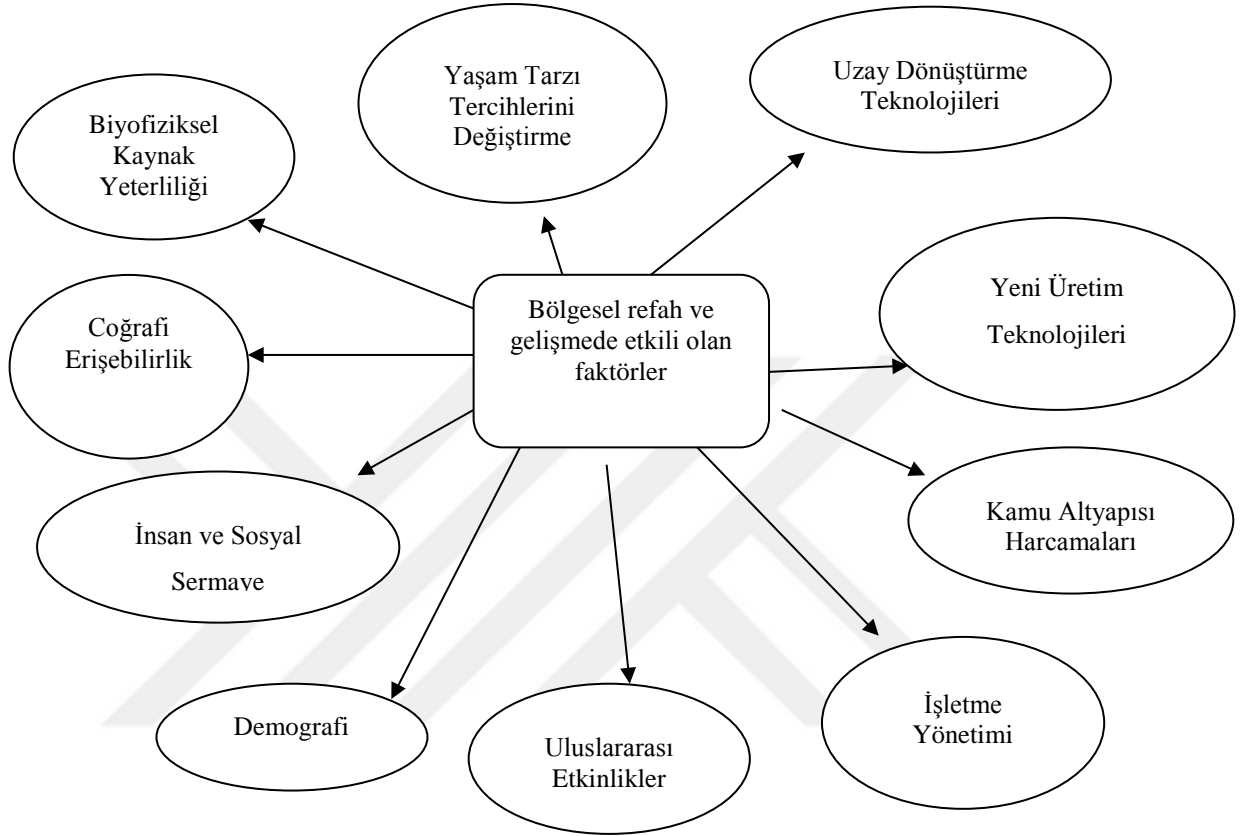 Yaşam Tarzı
Tercihlerini
Değiştirme
Uzay Dönüştürme
Teknolojileri
Biyofiziksel
Kaynak
Yeterliliği
Yeni Üretim
Teknolojileri
Bölgesel refah ve
gelişmede etkili olan
faktörler
Coğrafi
Erişebilirlik
Kamu Altyapısı
Harcamaları
İnsan ve Sosyal
Sermaye
İşletme
Yönetimi
Demografi
Uluslararası
Etkinlikler